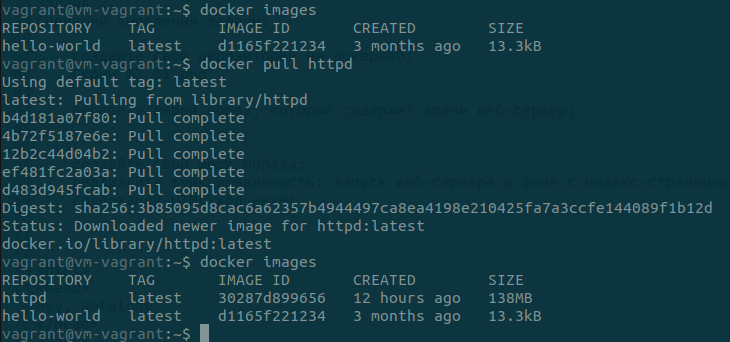 vagrant@vm-vagrant:~$ docker images
REPOSITORY    TAG       IMAGE ID       CREATED        SIZE
hello-world   latest    d1165f221234   3 months ago   13.3kB
vagrant@vm-vagrant:~$ docker pull httpd
Using default tag: latest
latest: Pulling from library/httpd
b4d181a07f80: Pull complete
4b72f5187e6e: Pull complete
12b2c44d04b2: Pull complete
ef481fc2a03a: Pull complete
d483d945fcab: Pull complete
Digest: sha256:3b85095d8cac6a62357b4944497ca8ea4198e210425fa7a3ccfe144089f1b12d
Status: Downloaded newer image for httpd:latest
docker.io/library/httpd:latest
vagrant@vm-vagrant:~$ docker images
REPOSITORY    TAG       IMAGE ID       CREATED        SIZE
httpd         latest    30287d899656   12 hours ago   138MB
hello-world   latest    d1165f221234   3 months ago   13.3kB
vagrant@vm-vagrant:~$